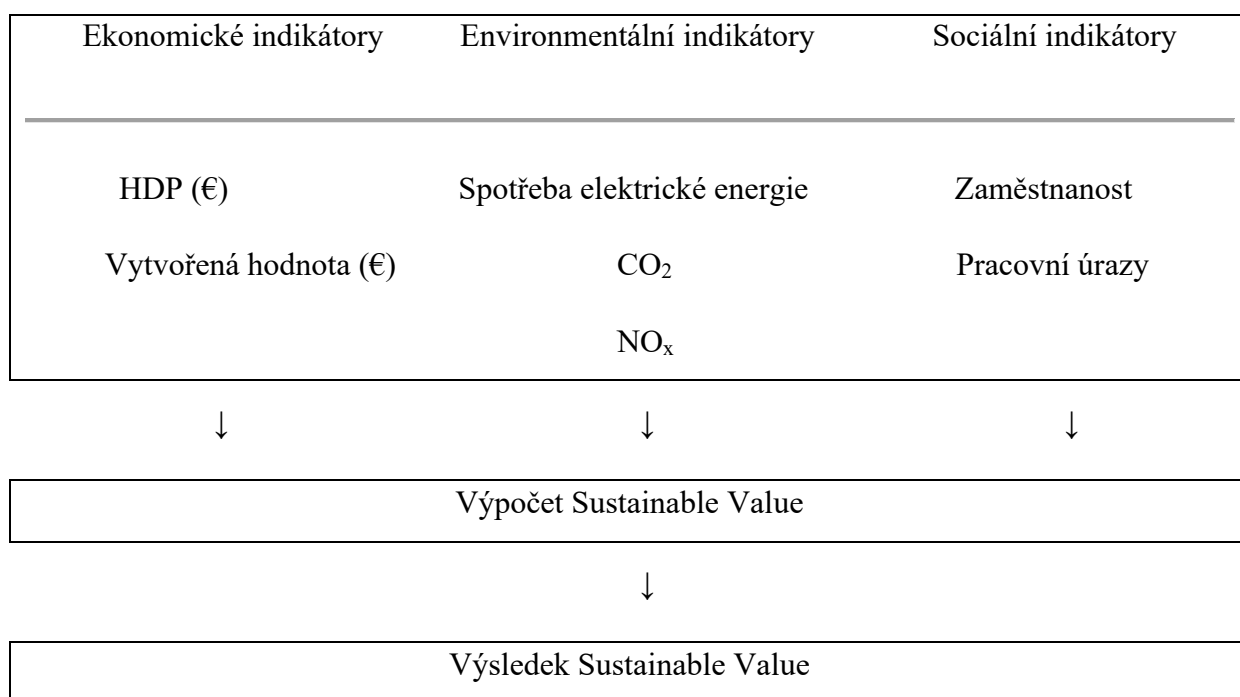 Ekonomické indikátory Environmentální indikátory Sociální indikátory
HDP (€) Spotřeba elektrické energie Zaměstnanost
Vytvořená hodnota (€) CO₂ Pracovní úrazy
NOₓ
↓ ↓ ↓
Výpočet Sustainable Value
↓
Výsledek Sustainable Value